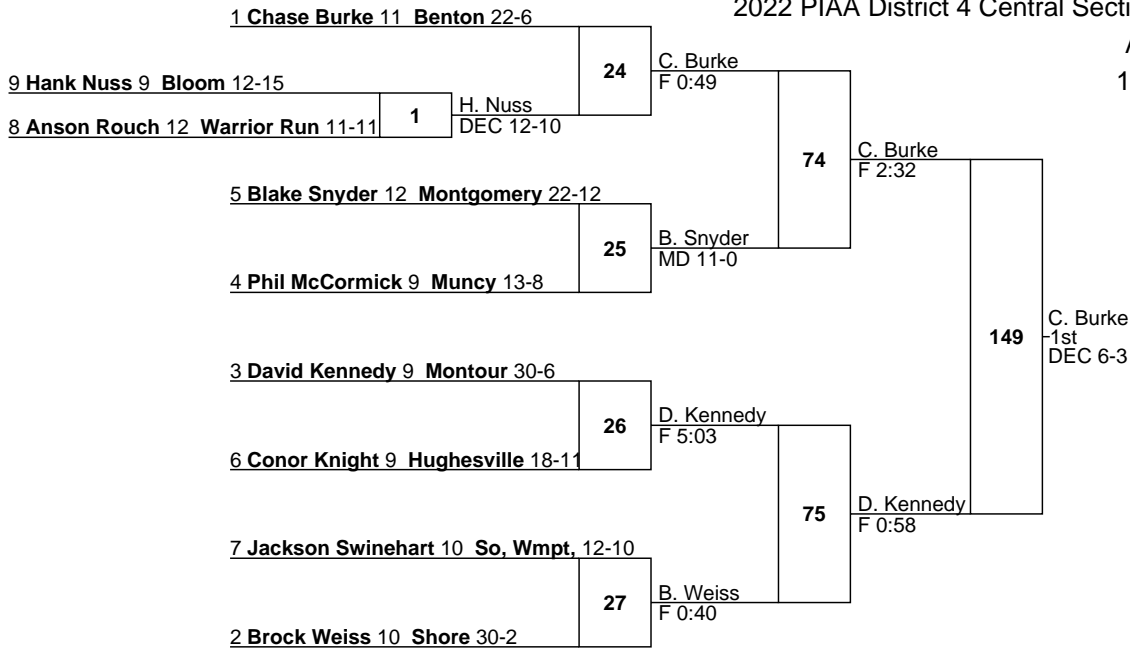 2022 PIAA District 4 Central Secti
1
1 Chase Burke 11 Benton 22-6
24
C. Burke
F 0:49
9 Hank Nuss 9 Bloom 12-15
1
H. Nuss
DEC 12-10
8 Anson Rouch 12 Warrior Run 11-11
74
C. Burke
F 2:32
5 Blake Snyder 12 Montgomery 22-12
25
B. Snyder
MD 11-0
4 Phil McCormick 9 Muncy 13-8
149
C. Burke
1st
DEC 6-3
3 David Kennedy 9 Montour 30-6
26
D. Kennedy
F 5:03
6 Conor Knight 9 Hughesville 18-11
75
D. Kennedy
F 0:58
7 Jackson Swinehart 10 So, Wmpt, 12-10
27
B. Weiss
F 0:40
2 Brock Weiss 10 Shore 30-2